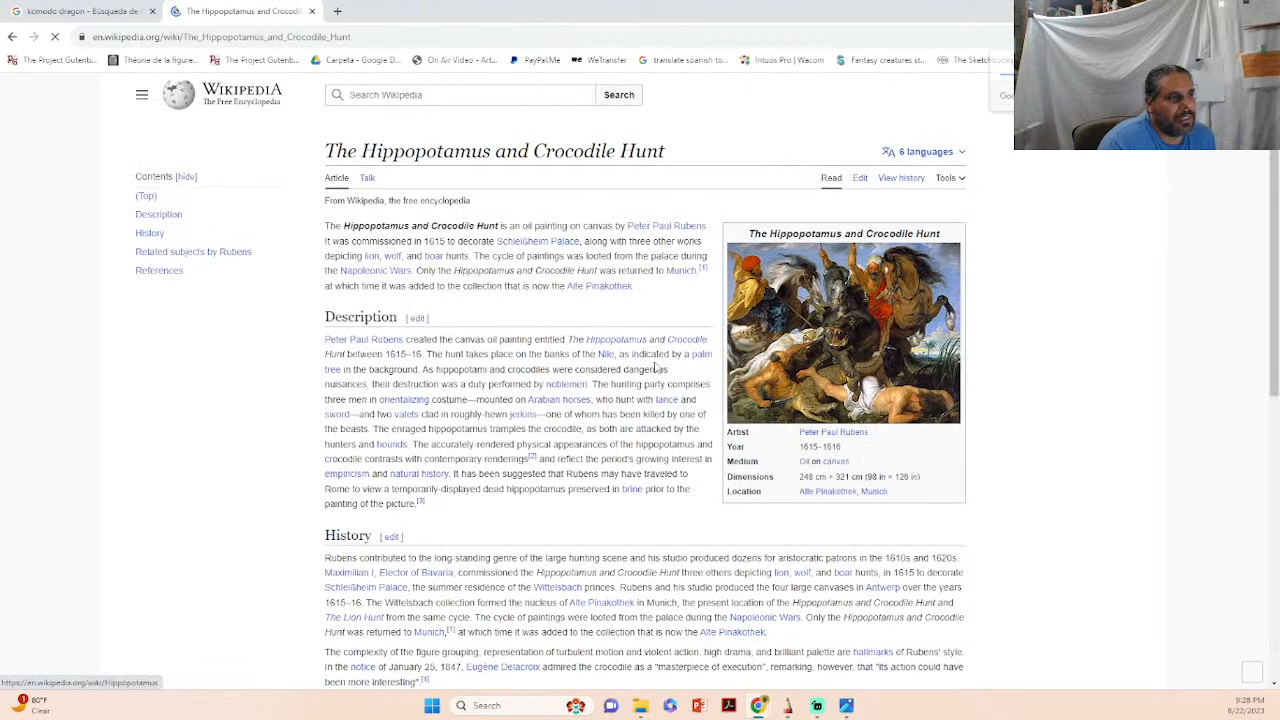 komodo dragon - Búsqueda de
The Hippopotamus and Crocodile
en.wikipedia.org/wiki/The_Hippopotamus_and_Crocodile_Hunt
The Project Gutenb...
Théorie de la figure...
The Project Gutenb...
Carpeta - Google D...
On Air Video - Art...
PayPalMe
WeTransfer
translate spanish to...
Intuos Pro | Wacom
Fantasy creatures st...
The Sketchbook
WIKIPEDIA
The Free Encyclopedia
Search Wikipedia
Search
The Hippopotamus and Crocodile Hunt
6 languages
Contents [hide]
(Top)
Description
History
Related subjects by Rubens
References
Article Talk
Read Edit View history Tools
From Wikipedia, the free encyclopedia
The Hippopotamus and Crocodile Hunt is an oil painting on canvas by Peter Paul Rubens.
It was commissioned in 1615 to decorate Schleißheim Palace, along with three other works
depicting lion, wolf, and boar hunts. The cycle of paintings was looted from the palace during
the Napoleonic Wars. Only the Hippopotamus and Crocodile Hunt was returned to Munich,[1]
at which time it was added to the collection that is now the Alte Pinakothek.
Description [ edit ]
Peter Paul Rubens created the canvas oil painting entitled The Hippopotamus and Crocodile
Hunt between 1615–16. The hunt takes place on the banks of the Nile, as indicated by a palm
tree in the background. As hippopotami and crocodiles were considered dangerous
nuisances, their destruction was a duty performed by noblemen. The hunting party comprises
three men in orientalizing costume—mounted on Arabian horses, who hunt with lance and
sword—and two valets clad in roughly-hewn jerkins—one of whom has been killed by one of
the beasts. The enraged hippopotamus tramples the crocodile, as both are attacked by the
hunters and hounds. The accurately-rendered physical appearances of the hippopotamus and
crocodile contrasts with contemporary renderings[2] and reflect the period's growing interest in
empiricism and natural history. It has been suggested that Rubens may have traveled to
Rome to view a temporarily-displayed dead hippopotamus preserved in brine prior to the
painting of the picture.[3]
The Hippopotamus and Crocodile Hunt
Artist Peter Paul Rubens
Year 1615–1616
Medium Oil on canvas
Dimensions 248 cm × 321 cm (98 in × 126 in)
Location Alte Pinakothek, Munich
History [ edit ]
Rubens contributed to the long-standing genre of the large hunting scene and his studio produced dozens for aristocratic patrons in the 1610s and 1620s.
Maximilian I, Elector of Bavaria, commissioned the Hippopotamus and Crocodile Hunt three others depicting lion, wolf, and boar hunts, in 1615 to decorate
Schleißheim Palace, the summer residence of the Wittelsbach princes. Rubens and his studio produced the four large canvases in Antwerp over the years
1615–16. The Wittelsbach collection formed the nucleus of Alte Pinakothek in Munich, the present location of the Hippopotamus and Crocodile Hunt and
The Lion Hunt from the same cycle. The cycle of paintings were looted from the palace during the Napoleonic Wars. Only the Hippopotamus and Crocodile
Hunt was returned to Munich,[1] at which time it was added to the collection that is now the Alte Pinakothek.
The complexity of the figure grouping, representation of turbulent motion and violent action, high drama, and brilliant palette are hallmarks of Rubens' style.
In the notice of January 25, 1847, Eugène Delacroix admired the crocodile as a "masterpiece of execution", remarking, however, that "its action could have
been more interesting".[4]
https://en.wikipedia.org/wiki/Hippopotamus
1
80°F
Clear
Search
9:28 PM
8/22/2023